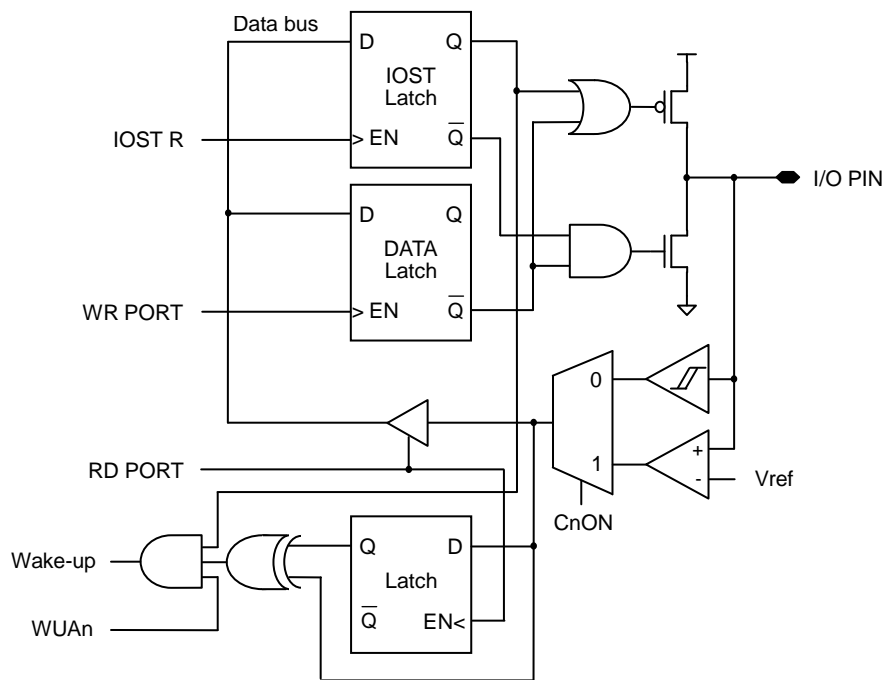 Data bus
D Q
IOST
Latch
IOST R
> EN Q̅
I/O PIN
D Q
DATA
Latch
WR PORT
> EN Q̅
0
+
RD PORT
1
-
Vref
CnON
Q D
Wake-up
Latch
WUAn
Q̅ EN<